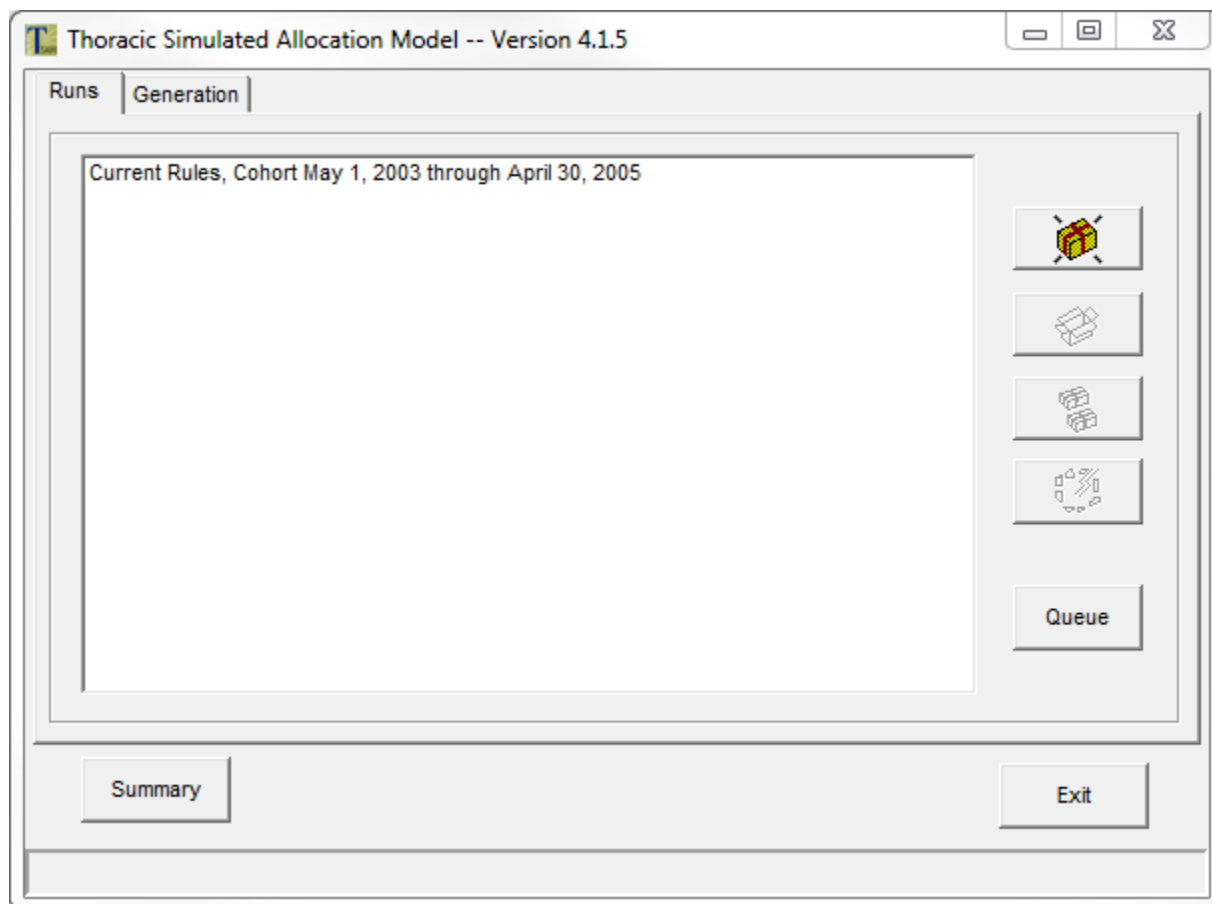 Thoracic Simulated Allocation Model -- Version 4.1.5
Runs
Generation
Current Rules, Cohort May 1, 2003 through April 30, 2005
Queue
Summary
Exit